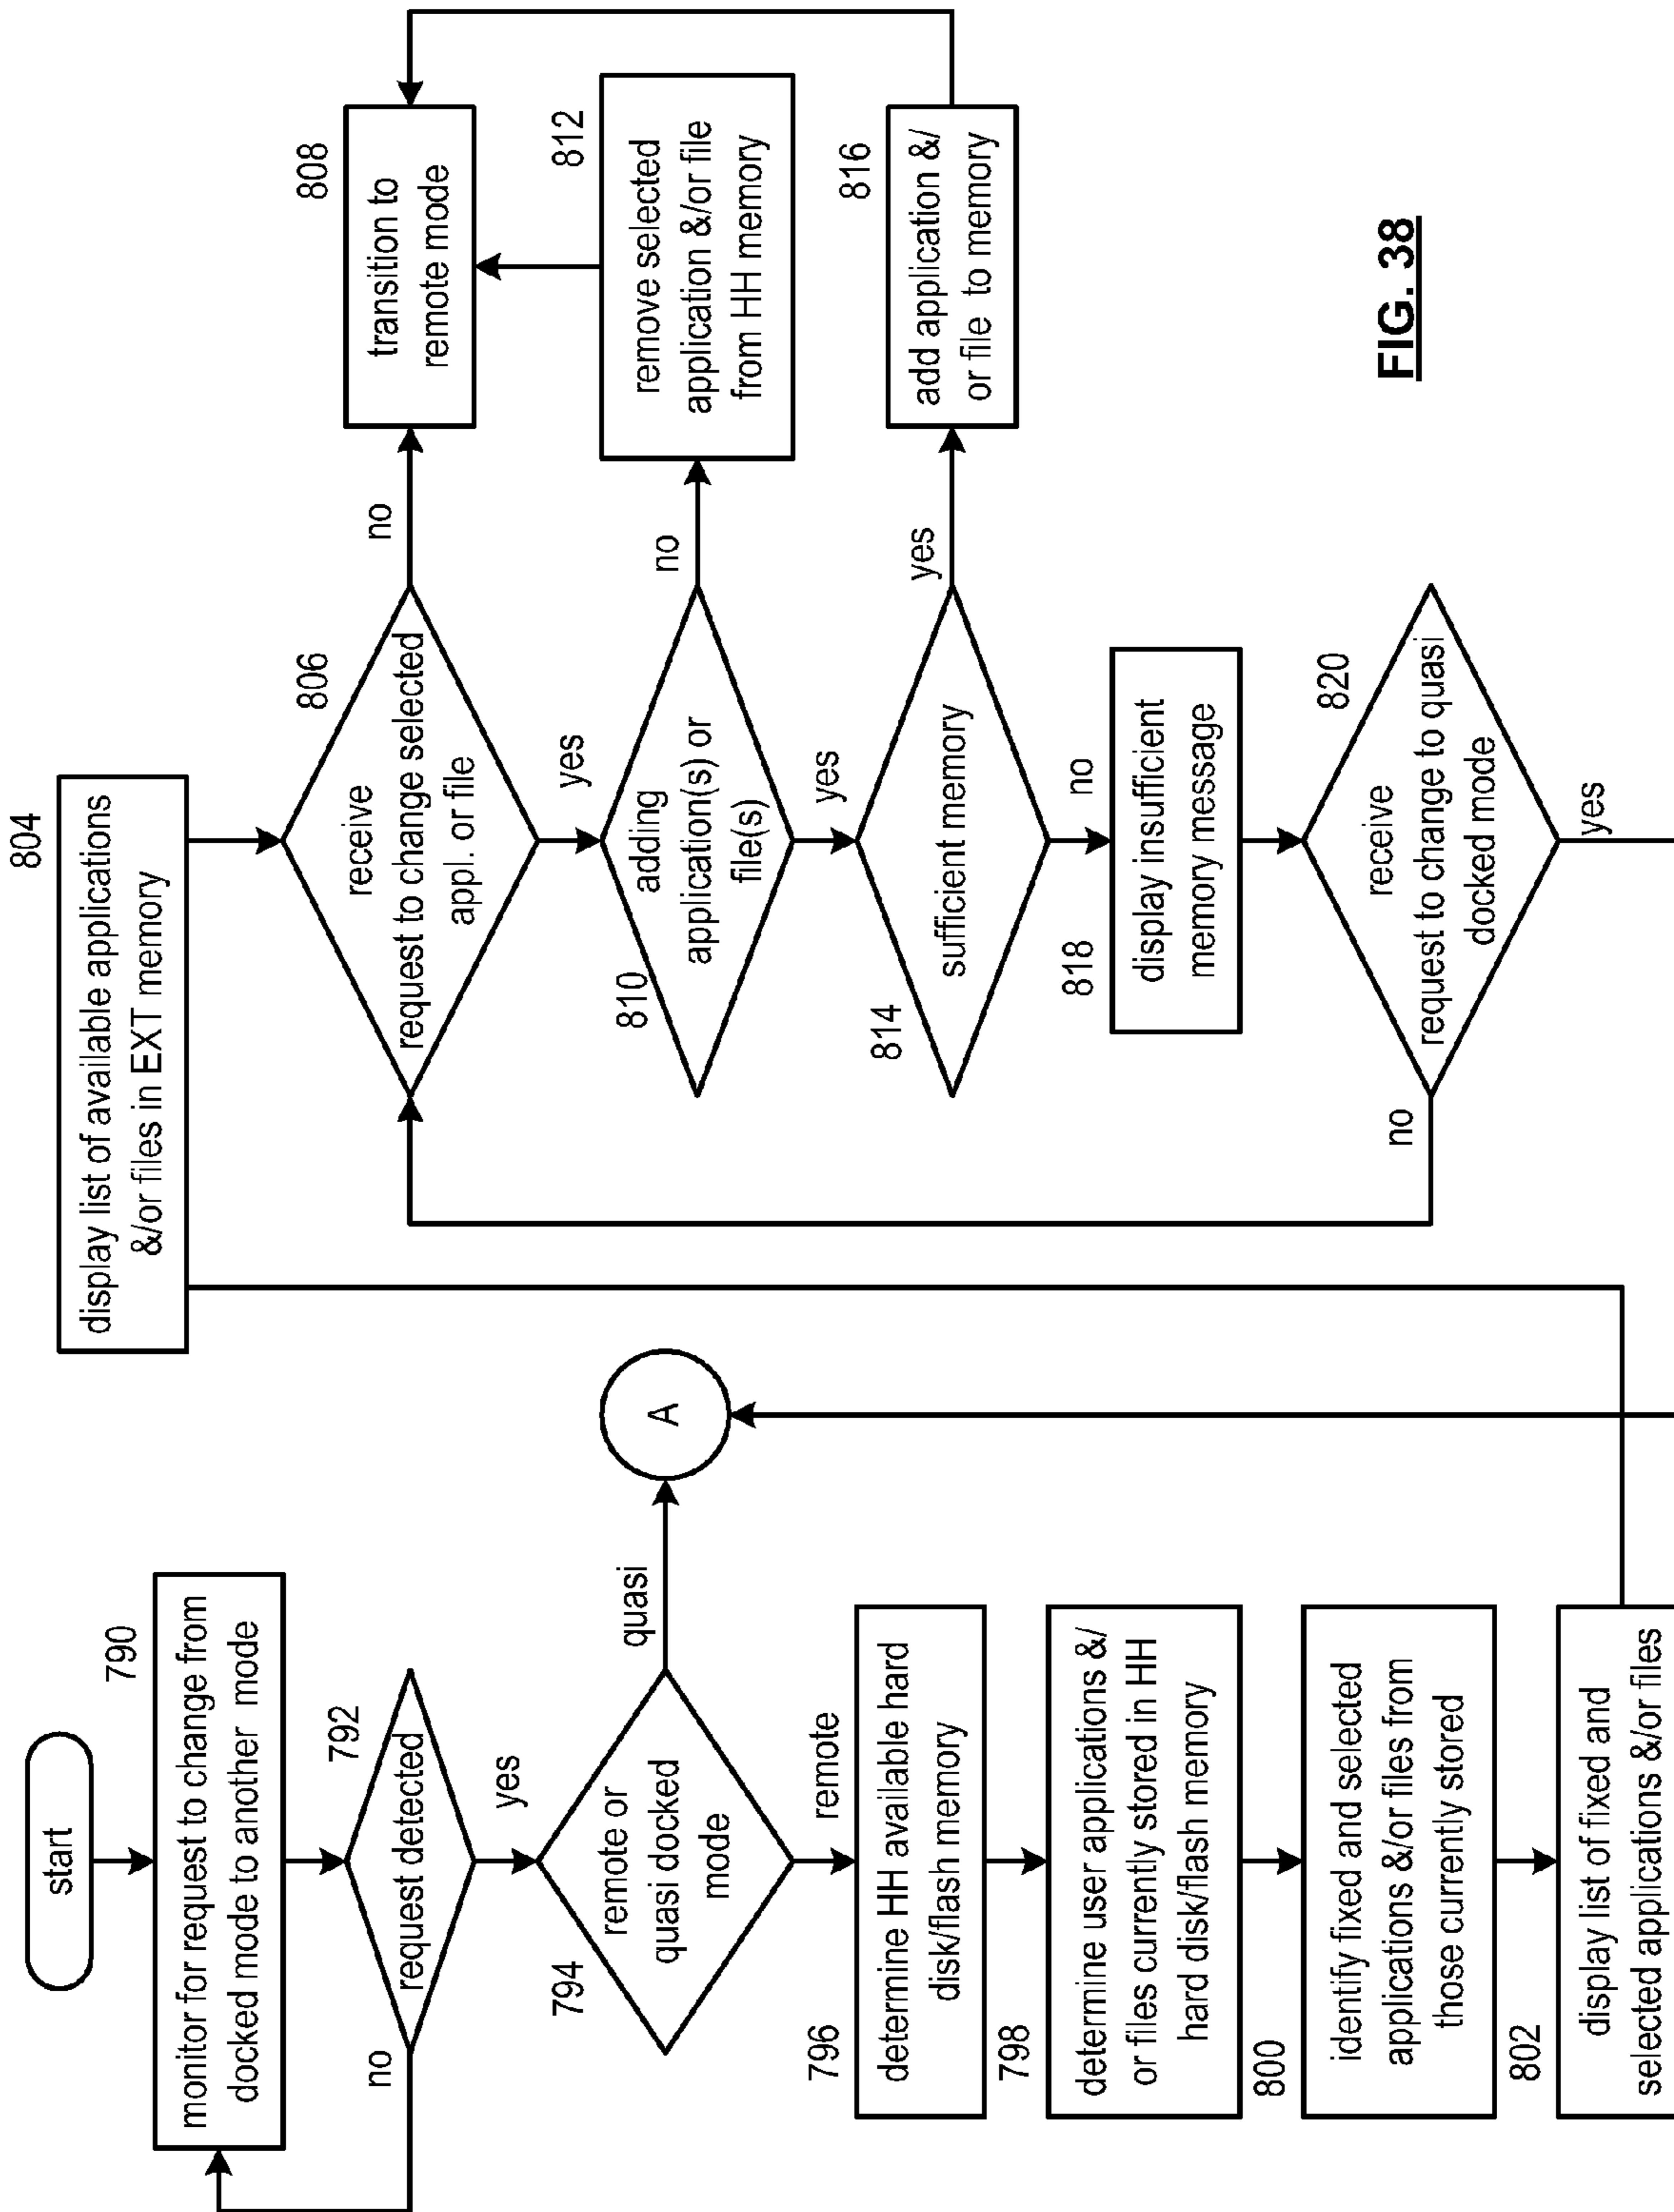 start
790
monitor for request to change from
docked mode to another mode
792
request detected
no
yes
794
remote or
quasi docked
mode
quasi
A
remote
796
determine HH available hard
disk/flash memory
798
determine user applications &/
or files currently stored in HH
hard disk/flash memory
800
identify fixed and selected
applications &/or files from
those currently stored
802
display list of fixed and
selected applications &/or files
804
display list of available applications
&/or files in EXT memory
806
receive
request to change selected
appl. or file
no
808
transition to
remote mode
yes
810
adding
application(s) or
file(s)
no
812
remove selected
application &/or file
from HH memory
yes
814
sufficient memory
yes
816
add application &/
or file to memory
no
818
display insufficient
memory message
820
receive
request to change to quasi
docked mode
no
yes
FIG. 38